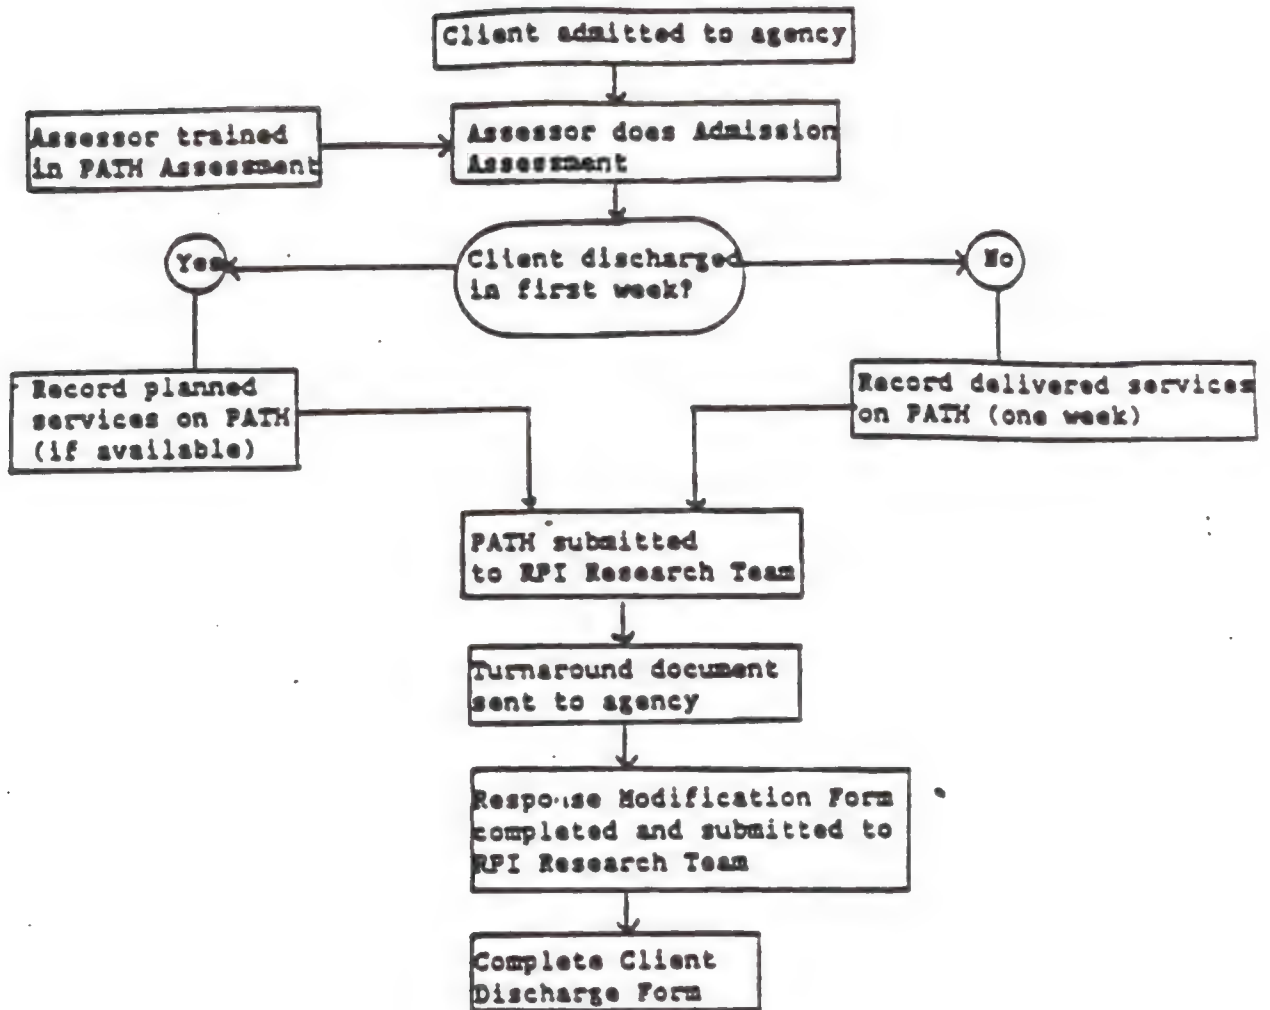 Client admitted to agency
Assessor trained
in PATH Assessment
Assessor does Admission
Assessment
Yes
Client discharged
in first week?
No
Record planned
services on PATH
(if available)
Record delivered services
on PATH (one week)
PATH submitted
to RPI Research Team
Turnaround document
sent to agency
Response Modification Form
completed and submitted to
RPI Research Team
Complete Client
Discharge Form